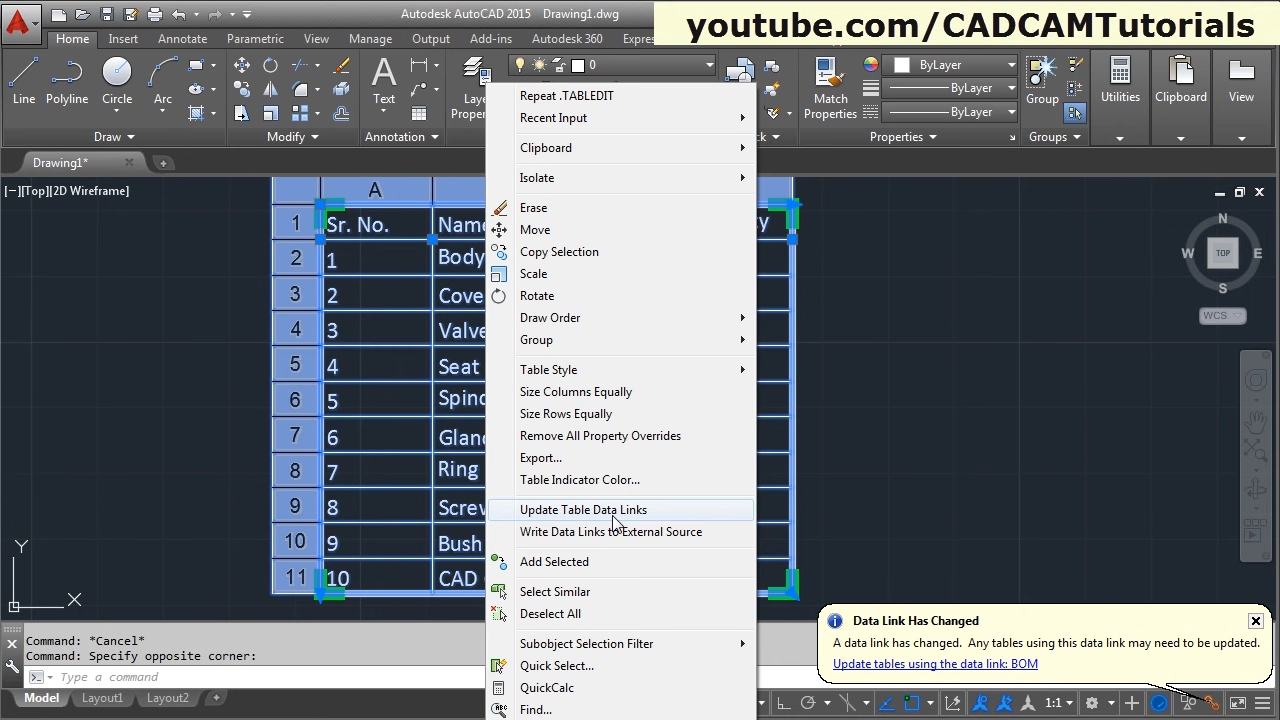 Autodesk AutoCAD 2015 Drawing1.dwg
youtube.com/CADCAMTutorials
Home Insert Annotate Parametric View Manage Output Add-ins Autodesk 360
0
ByLayer
ByLayer
ByLayer
Line Polyline Circle Arc
Text
Match
Properties
Group
Utilities Clipboard View
Draw Modify Annotation Properties Groups
Drawing1*
[−][Top][2D Wireframe]
A
1 Sr. No.
2 1 Body
3 2
4 3
5 4 Seat
6 5
7 6
8 7 Ring
9 8
10 9 Bush
11 10 CAD
Repeat .TABLEDIT
Recent Input
Clipboard
Isolate
Erase
Move
Copy Selection
Scale
Rotate
Draw Order
Group
Table Style
Size Columns Equally
Size Rows Equally
Remove All Property Overrides
Export...
Table Indicator Color...
Update Table Data Links
Write Data Links to External Source
Add Selected
Select Similar
Deselect All
Subobject Selection Filter
Quick Select...
QuickCalc
Find...
N
W TOP E
S
WCS
Y
X
Data Link Has Changed
A data link has changed. Any tables using this data link may need to be updated.
Update tables using the data link: BOM
Command: *Cancel*
Command: Specify opposite corner:
Type a command
Model Layout1 Layout2 +
1:1